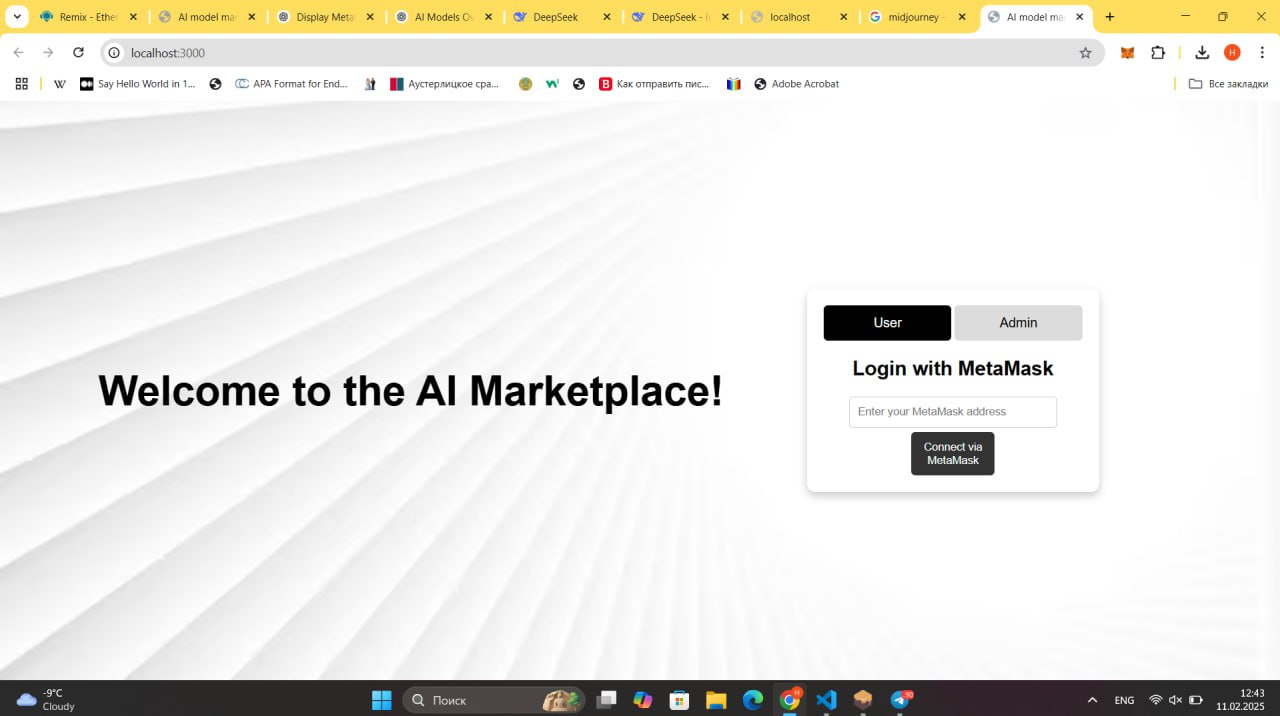 Remix - Ether
AI model ma
Display Meta
AI Models Ov
DeepSeek
DeepSeek - I
localhost
midjourney -
AI model ma
localhost:3000
H
W
Say Hello World in 1...
APA Format for End...
Аустерлицкое сра...
B
Как отправить пис...
Adobe Acrobat
Все закладки
User
Admin
Login with MetaMask
Welcome to the AI Marketplace!
Enter your MetaMask address
Connect via
MetaMask
-9°C
Cloudy
Поиск
H
30
ENG
12:43
11.02.2025